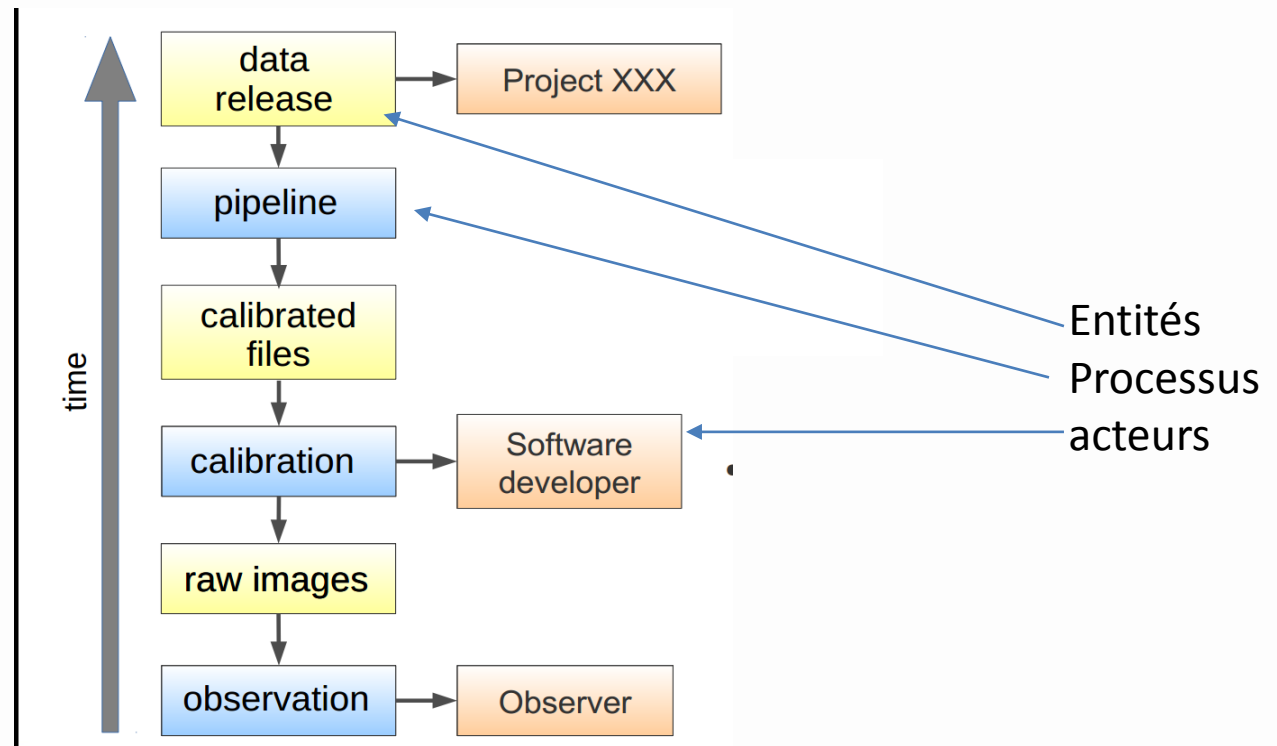 data
release
Project XXX
pipeline
calibrated
files
time
calibration
Software
developer
raw images
observation
Observer
Entités
Processus
acteurs